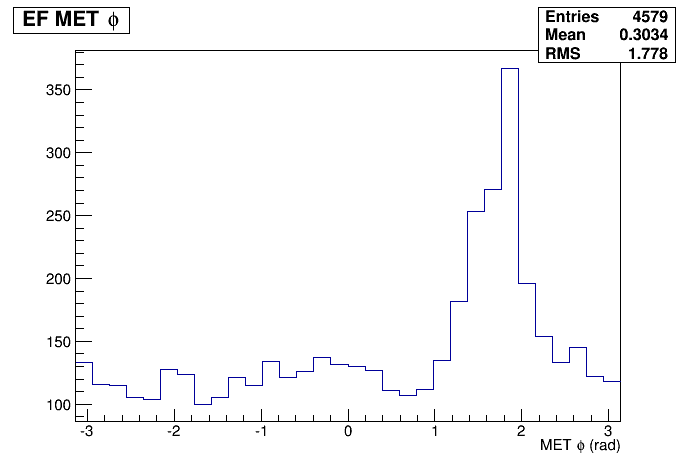 EF MET ϕ
Entries 4579
Mean 0.3034
RMS 1.778
350
300
250
200
150
100
-3 -2 -1 0 1 2 3
MET ϕ (rad)